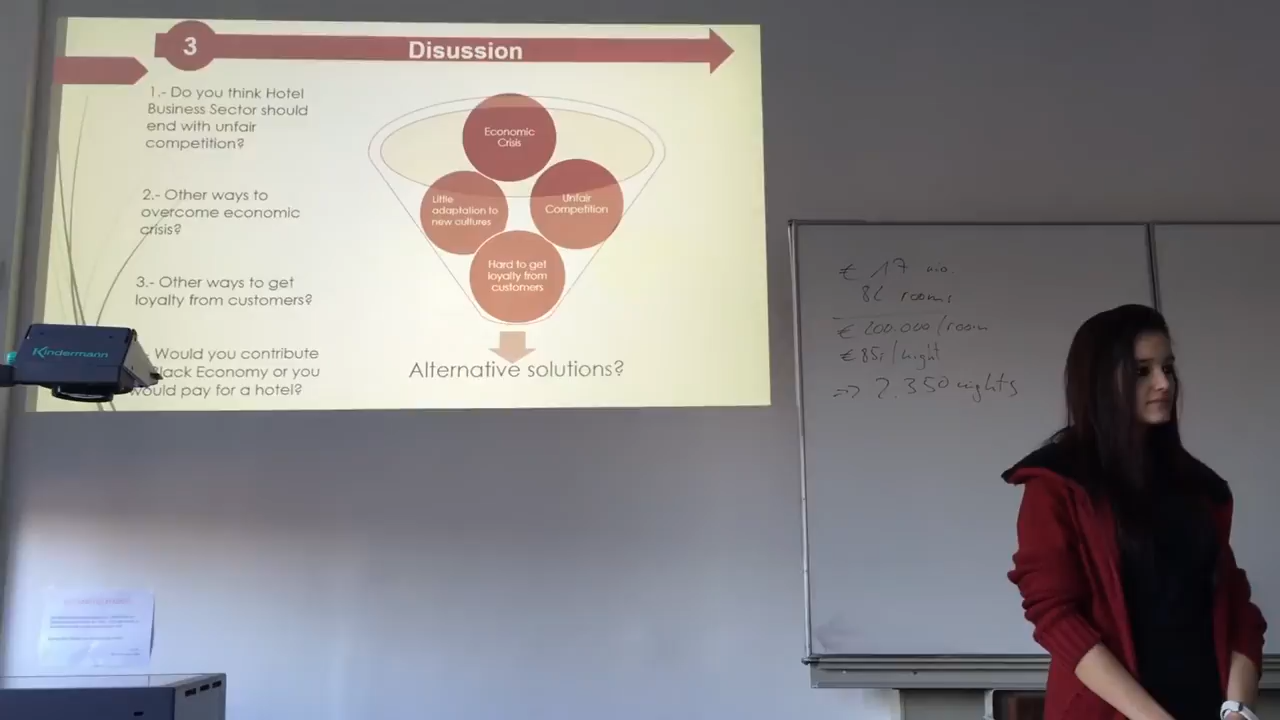 3
Disussion
1.- Do you think Hotel
Business Sector should
end with unfair
competition?
2.- Other ways to
overcome economic
crisis?
3.- Other ways to get
loyalty from customers?
Would you contribute
Black Economy or you
would pay for a hotel?
Economic
Crisis
Little
adaptation to
new cultures
Unfair
Competition
Hard to get
loyalty from
customers
Alternative solutions?
Kindermann
€ 17 mio.
82 rooms
€ 200.000/room
€ 85,/night
=> 2.350 nights